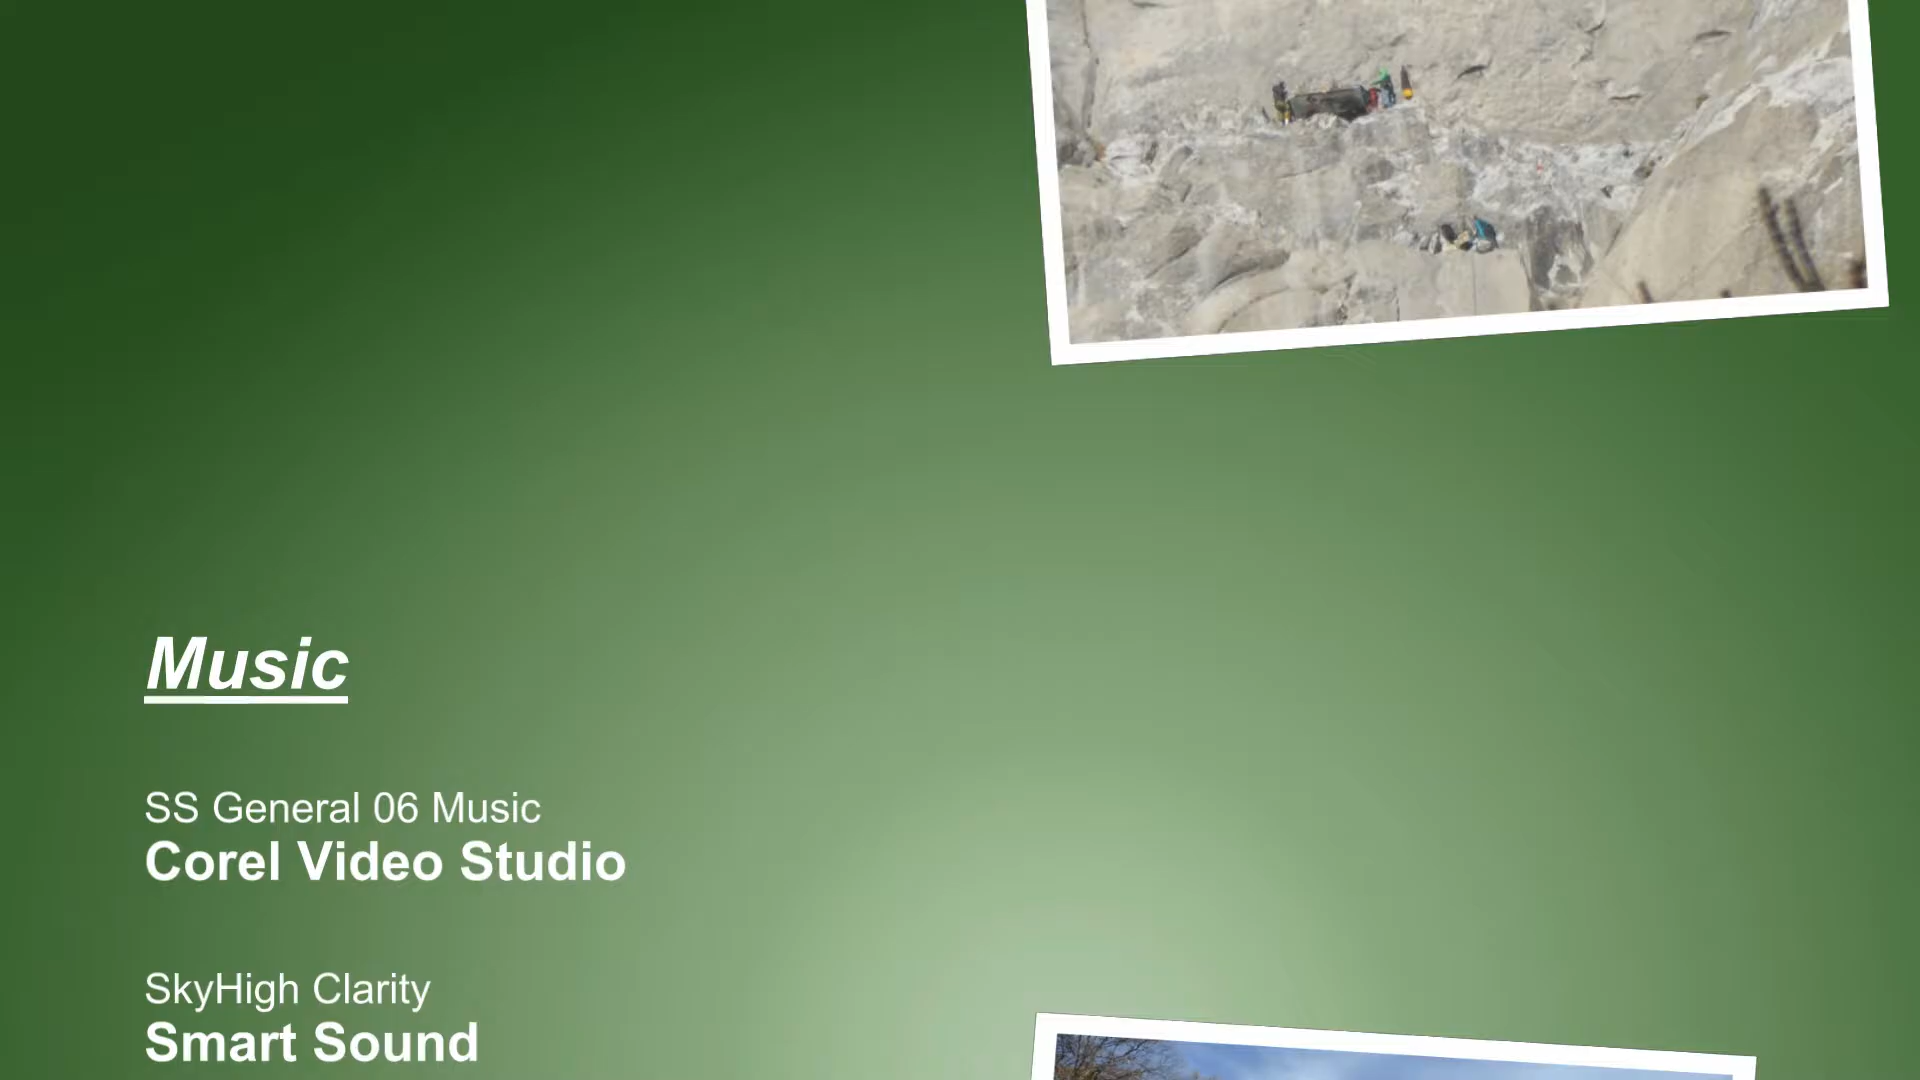 Music
SS General 06 Music
Corel Video Studio
SkyHigh Clarity
Smart Sound